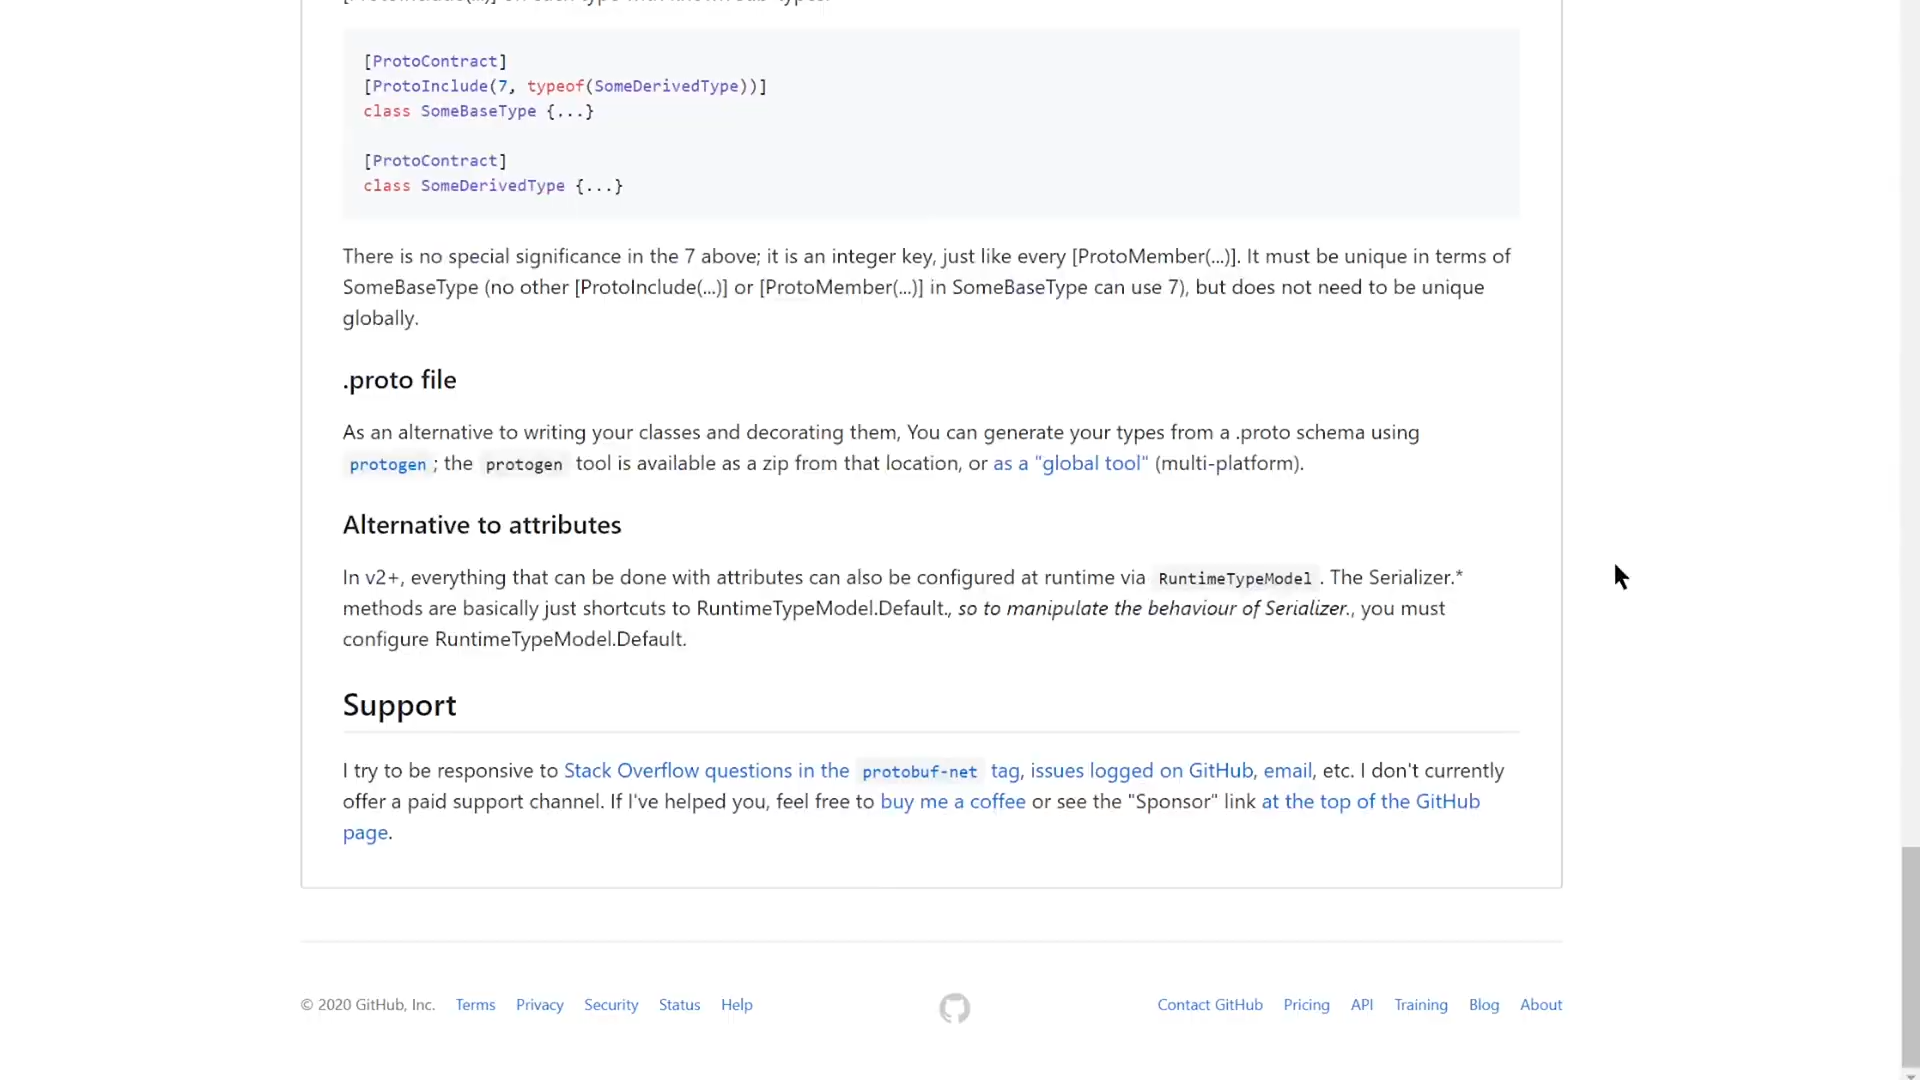 [ProtoContract]
[ProtoInclude(7, typeof(SomeDerivedType))]
class SomeBaseType {...}
[ProtoContract]
class SomeDerivedType {...}
There is no special significance in the 7 above; it is an integer key, just like every [ProtoMember(...)]. It must be unique in terms of
SomeBaseType (no other [ProtoInclude(...)] or [ProtoMember(...)] in SomeBaseType can use 7), but does not need to be unique
globally.
.proto file
As an alternative to writing your classes and decorating them, You can generate your types from a .proto schema using
protogen; the protogen tool is available as a zip from that location, or as a "global tool" (multi-platform).
Alternative to attributes
In v2+, everything that can be done with attributes can also be configured at runtime via RuntimeTypeModel. The Serializer.*
methods are basically just shortcuts to RuntimeTypeModel.Default., so to manipulate the behaviour of Serializer., you must
configure RuntimeTypeModel.Default.
Support
I try to be responsive to Stack Overflow questions in the protobuf-net tag, issues logged on GitHub, email, etc. I don't currently
offer a paid support channel. If I've helped you, feel free to buy me a coffee or see the "Sponsor" link at the top of the GitHub
page.
© 2020 GitHub, Inc. Terms Privacy Security Status Help Contact GitHub Pricing API Training Blog About